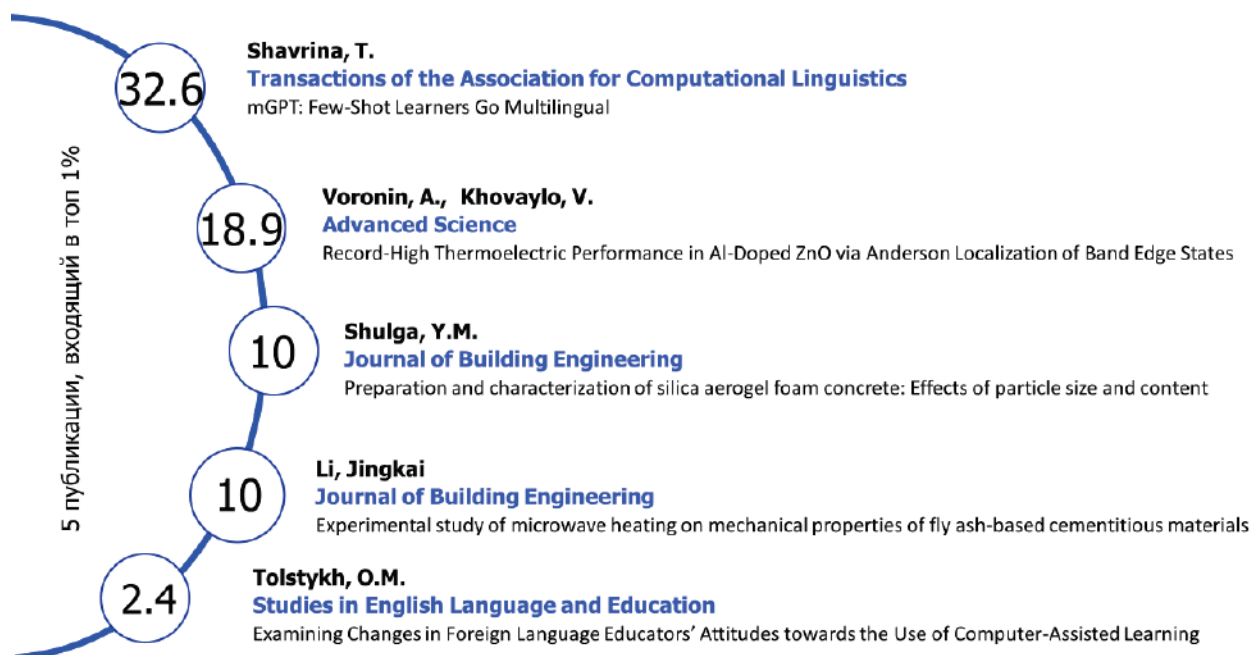 5 публикации, входящий в топ 1%
32.6
Shavrina, T.
Transactions of the Association for Computational Linguistics
mGPT: Few-Shot Learners Go Multilingual
18.9
Voronin, A., Khovaylo, V.
Advanced Science
Record-High Thermoelectric Performance in Al-Doped ZnO via Anderson Localization of Band Edge States
10
Shulga, Y.M.
Journal of Building Engineering
Preparation and characterization of silica aerogel foam concrete: Effects of particle size and content
10
Li, Jingkai
Journal of Building Engineering
Experimental study of microwave heating on mechanical properties of fly ash-based cementitious materials
2.4
Tolstykh, O.M.
Studies in English Language and Education
Examining Changes in Foreign Language Educators' Attitudes towards the Use of Computer-Assisted Learning